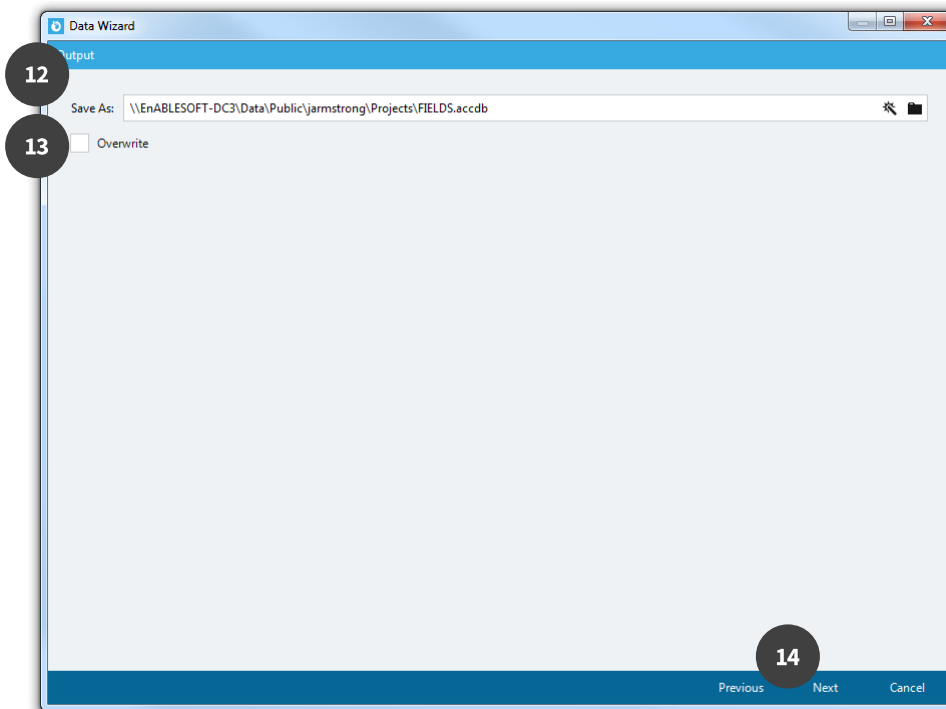 Data Wizard
Output
12
Save As: \\EnABLESOFT-DC3\Data\Public\jarmstrong\Projects\FIELDS.accdb
13
Overwrite
14
Previous Next Cancel